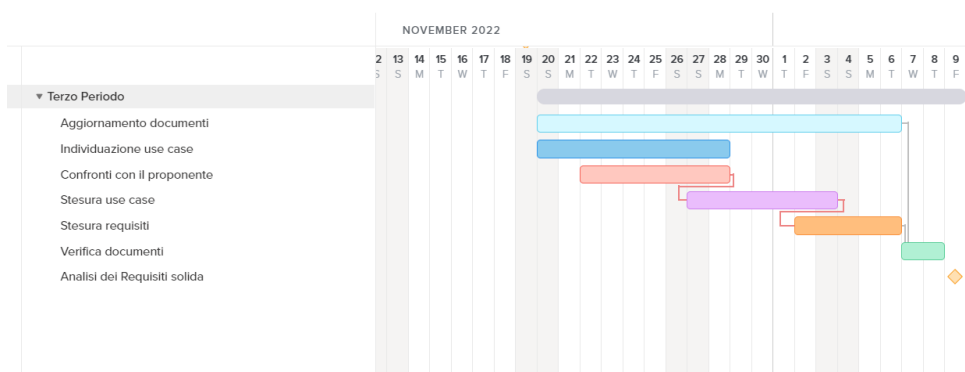 NOVEMBER 2022
2 13 14 15 16 17 18 19 20 21 22 23 24 25 26 27 28 29 30 1 2 3 4 5 6 7 8 9
S S M T W T F S S M T W T F S S M T W T F S S M T W T F
Terzo Periodo
Aggiornamento documenti
Individuazione use case
Confronti con il proponente
Stesura use case
Stesura requisiti
Verifica documenti
Analisi dei Requisiti solida